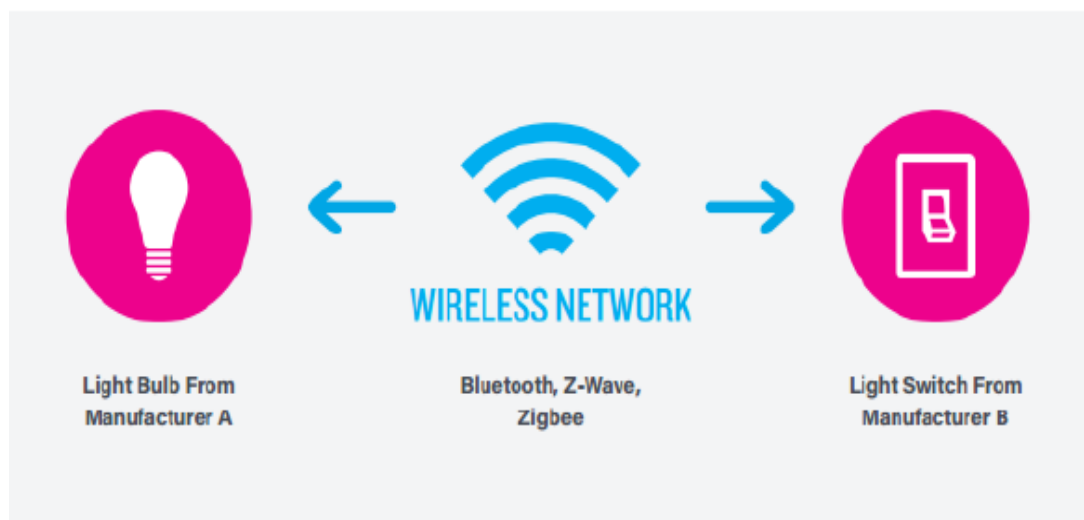 WIRELESS NETWORK
Light Bulb From
Manufacturer A
Bluetooth, Z-Wave,
Zigbee
Light Switch From
Manufacturer B